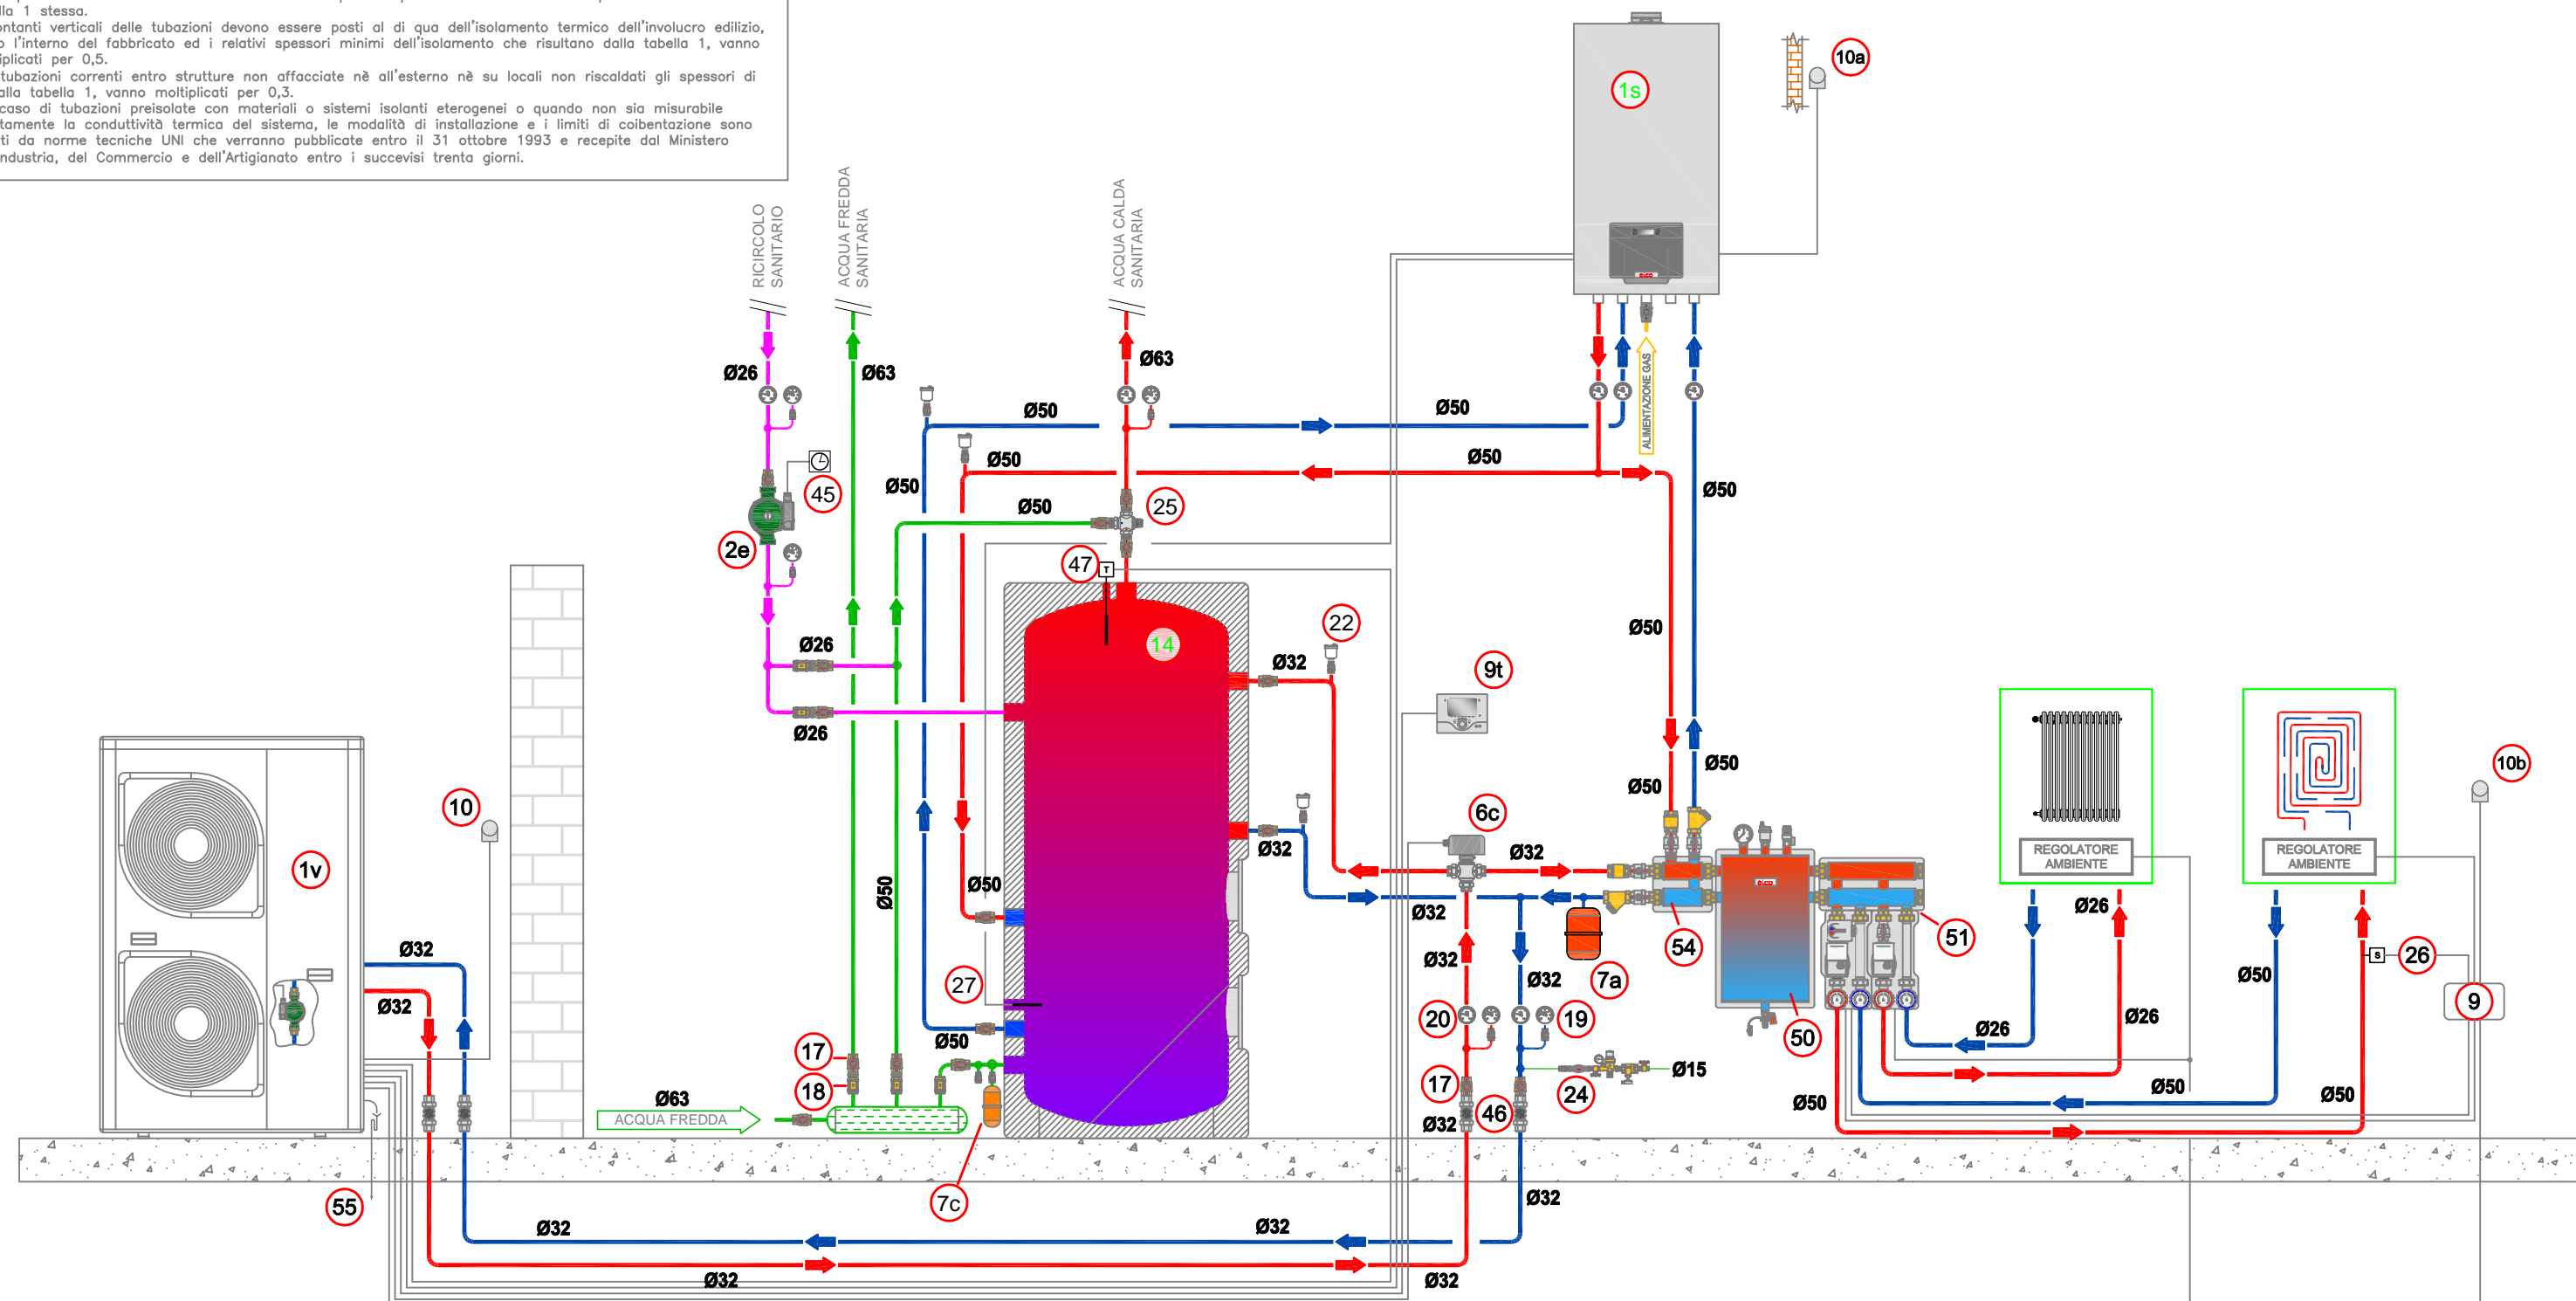 lla 1 stessa.
ontanti verticali delle tubazioni devono essere posti al di qua dell'isolamento termico dell'involucro edilizio,
o l'interno del fabbricato ed i relativi spessori minimi dell'isolamento che risultano dalla tabella 1, vanno
iplicati per 0,5.
tubazioni correnti entro strutture non affacciate nè all'esterno nè su locali non riscaldati gli spessori di
alla tabella 1, vanno moltiplicati per 0,3.
caso di tubazioni preisolate con materiali o sistemi isolanti eterogenei o quando non sia misurabile
tamente la conduttività termica del sistema, le modalità di installazione e i limiti di coibentazione sono
ti da norme tecniche UNI che verranno pubblicate entro il 31 ottobre 1993 e recepite dal Ministero
ndustria, del Commercio e dell'Artigianato entro i succevisi trenta giorni.
1s
10a
RICIRCOLO
SANITARIO
ACQUA FREDDA
SANITARIA
ACQUA CALDA
SANITARIA
Ø26
Ø63
Ø63
ALIMENTAZIONE GAS
Ø50
Ø50
Ø50
Ø50
Ø50
Ø50
Ø50
45
25
2e
47
T
14
22
Ø50
Ø26
Ø32
9t
Ø26
10
1v
6c
Ø50
Ø50
10b
Ø32
Ø32
REGOLATORE
AMBIENTE
REGOLATORE
AMBIENTE
Ø50
Ø50
Ø32
Ø26
54
51
Ø32
Ø32
27
Ø32
Ø32
7a
Ø50
S
26
9
20
19
50
Ø26
Ø26
Ø50
17
18
17
24
Ø15
Ø50
Ø50
Ø50
Ø63
ACQUA FREDDA
46
Ø32
55
7c
Ø32
Ø32
Ø32
Ø32
Ø32